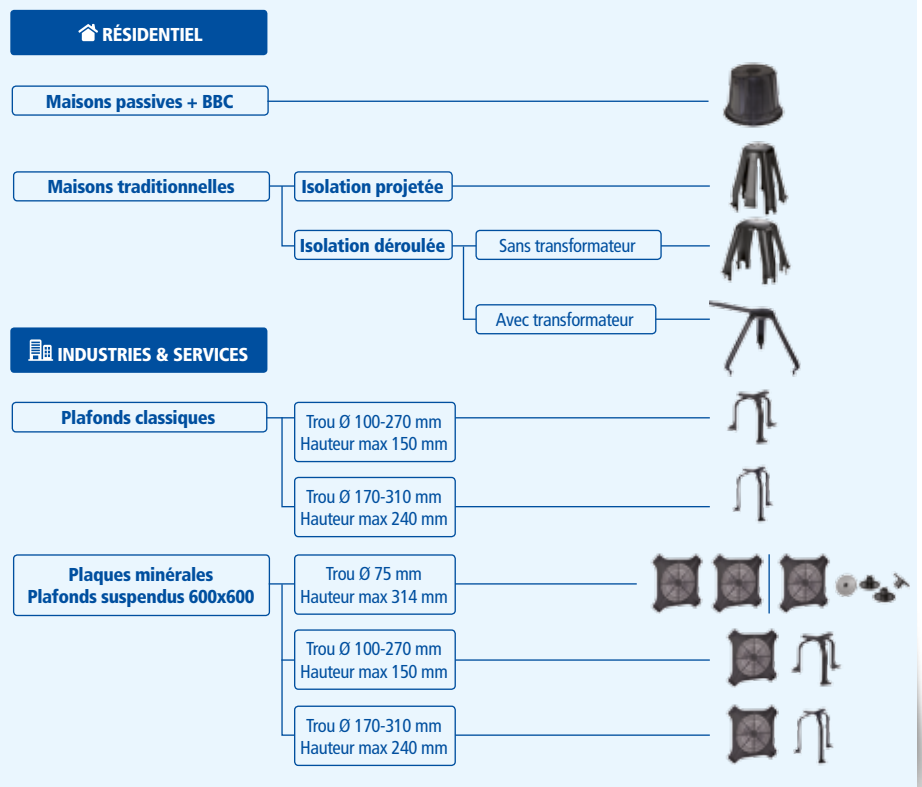 RÉSIDENTIEL
Maisons passives + BBC
Maisons traditionnelles
Isolation projetée
Isolation déroulée
Sans transformateur
Avec transformateur
INDUSTRIES & SERVICES
Plafonds classiques
Trou Ø 100-270 mm
Hauteur max 150 mm
Trou Ø 170-310 mm
Hauteur max 240 mm
Plaques minérales
Plafonds suspendus 600x600
Trou Ø 75 mm
Hauteur max 314 mm
Trou Ø 100-270 mm
Hauteur max 150 mm
Trou Ø 170-310 mm
Hauteur max 240 mm